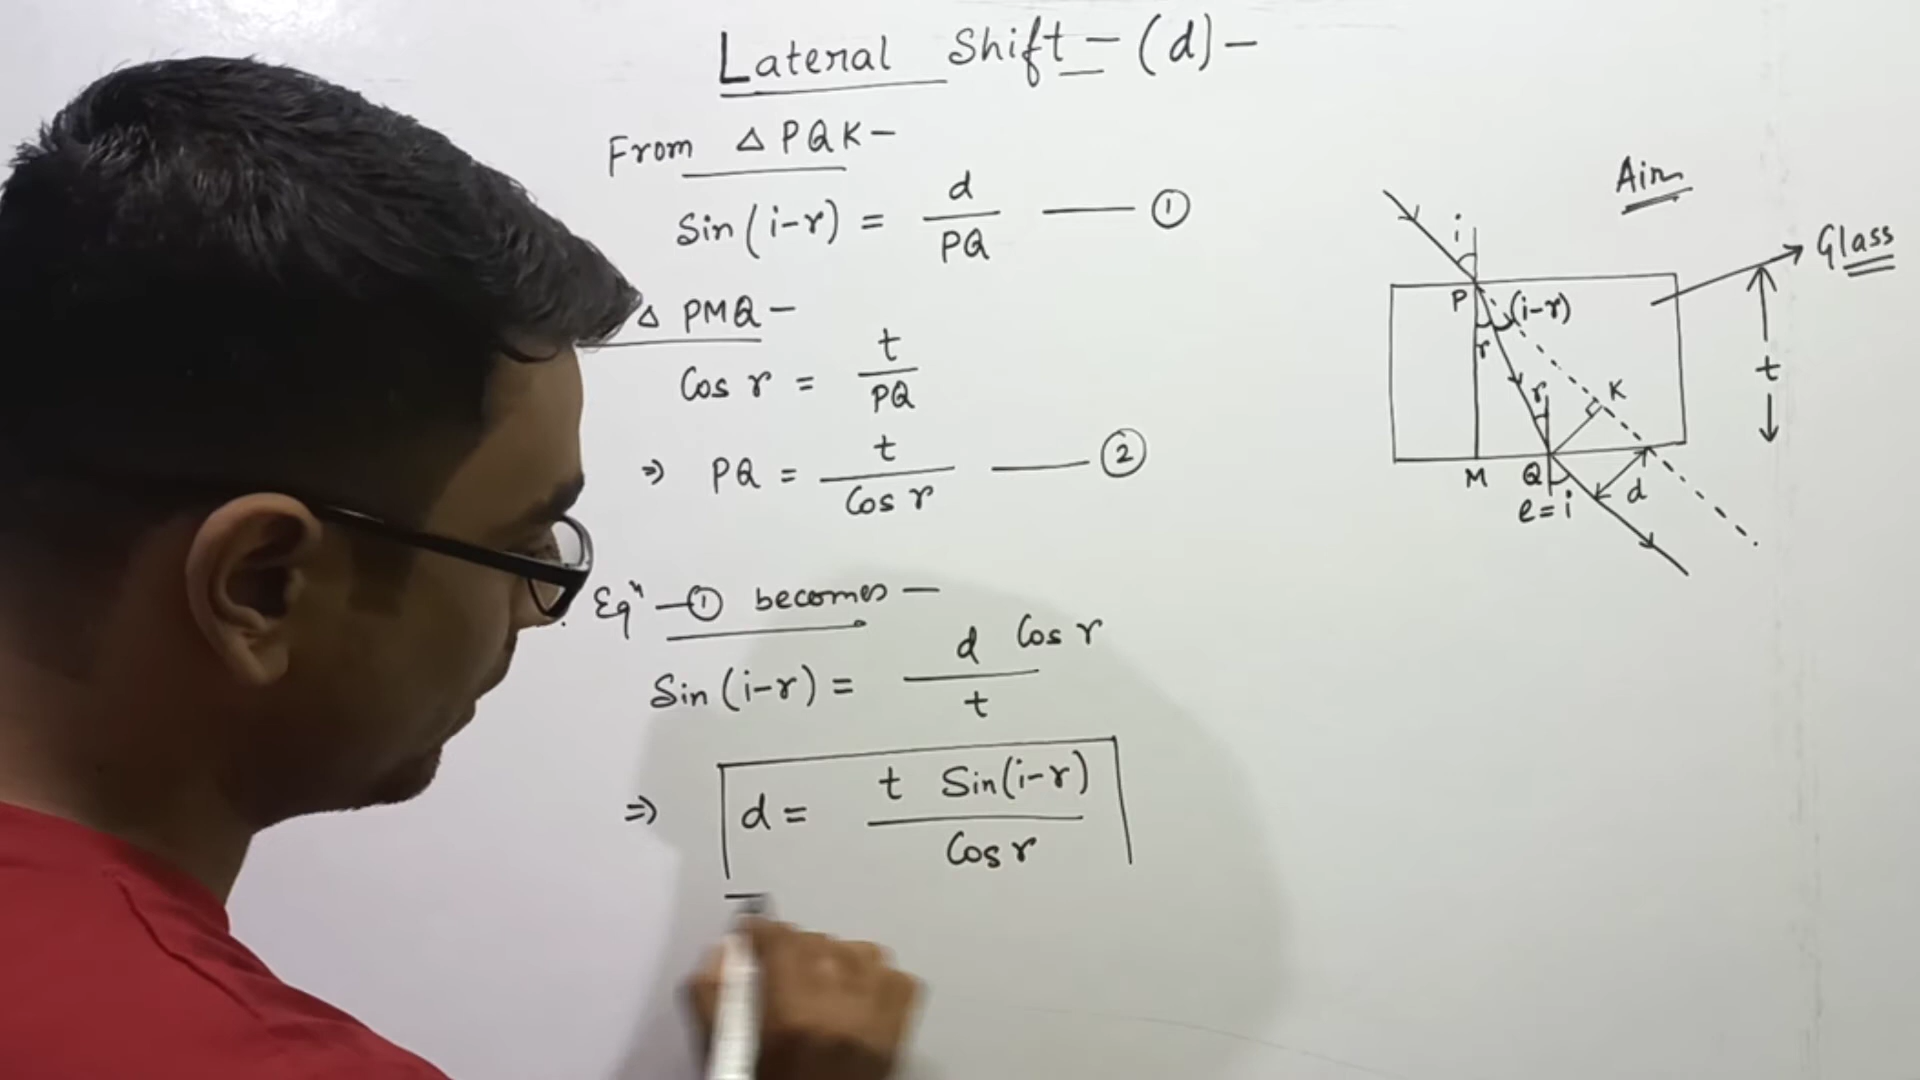 Lateral Shift - (d) -
From △ PQK -
Sin (i-r) = d/PQ —— ①
△ PMQ -
Cos r = t/PQ
⇒ PQ = t/Cos r —— ②
Eqⁿ - ① becomes -
Sin (i-r) = d Cos r/t
⇒ d = t Sin(i-r)/Cos r
Air
Glass
i
P
(i-r)
r
t
r
K
M
Q
d
e = i